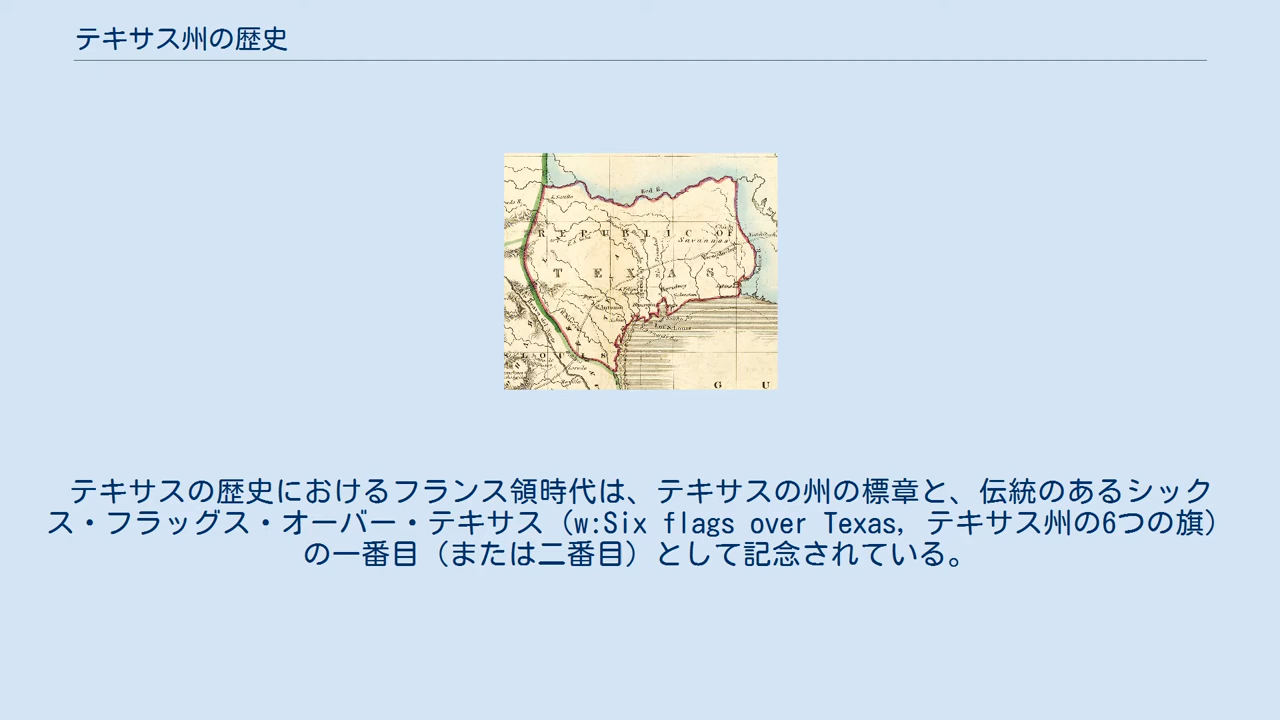 テキサス州の歴史
Red R.
REPUBLIC OF
Savannas
TEXAS
G U
テキサスの歴史におけるフランス領時代は、テキサスの州の標章と、伝統のあるシック
ス・フラッグス・オーバー・テキサス（w:Six flags over Texas, テキサス州の6つの旗）
の一番目（または二番目）として記念されている。